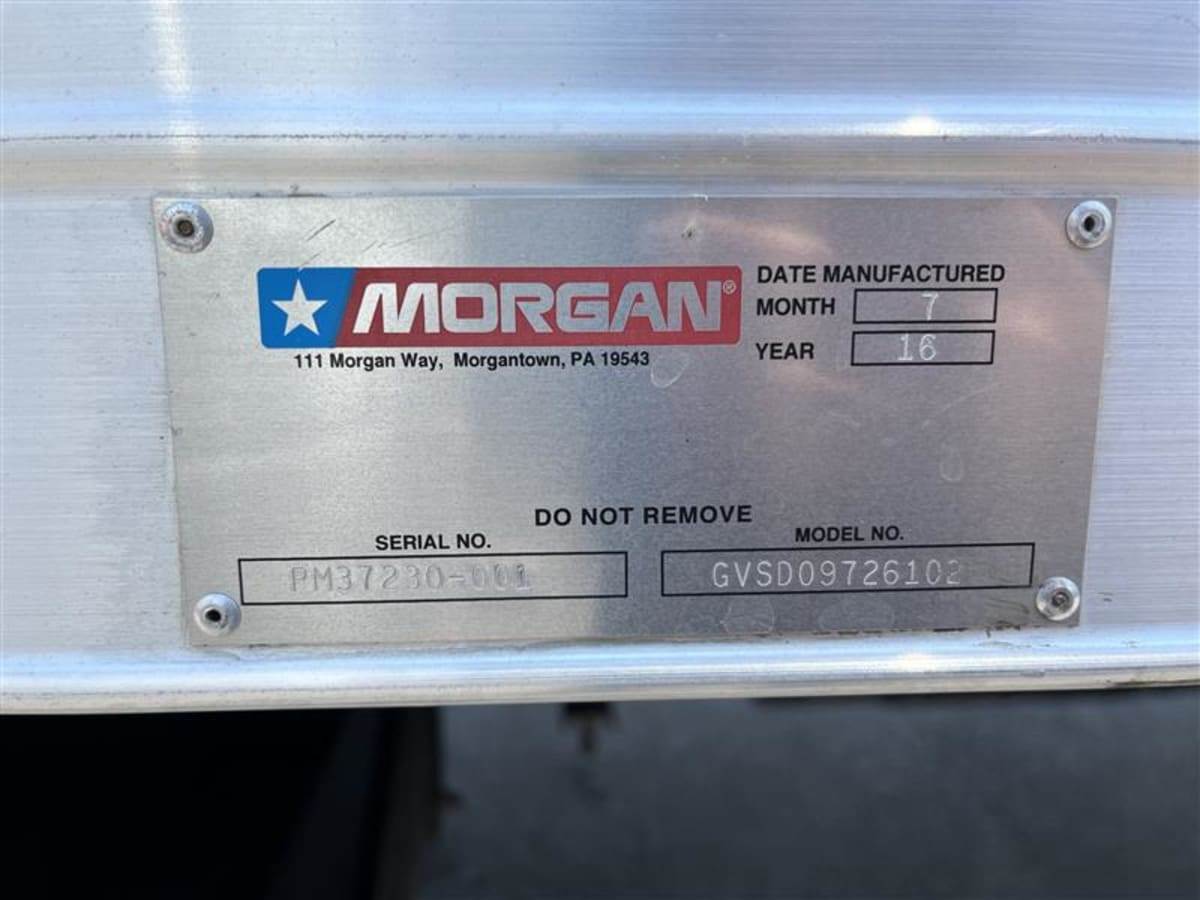 MORGAN®
111 Morgan Way, Morgantown, PA 19543
DATE MANUFACTURED
MONTH 7
YEAR 16
DO NOT REMOVE
SERIAL NO.
PM37230-001
MODEL NO.
GVSD09726102